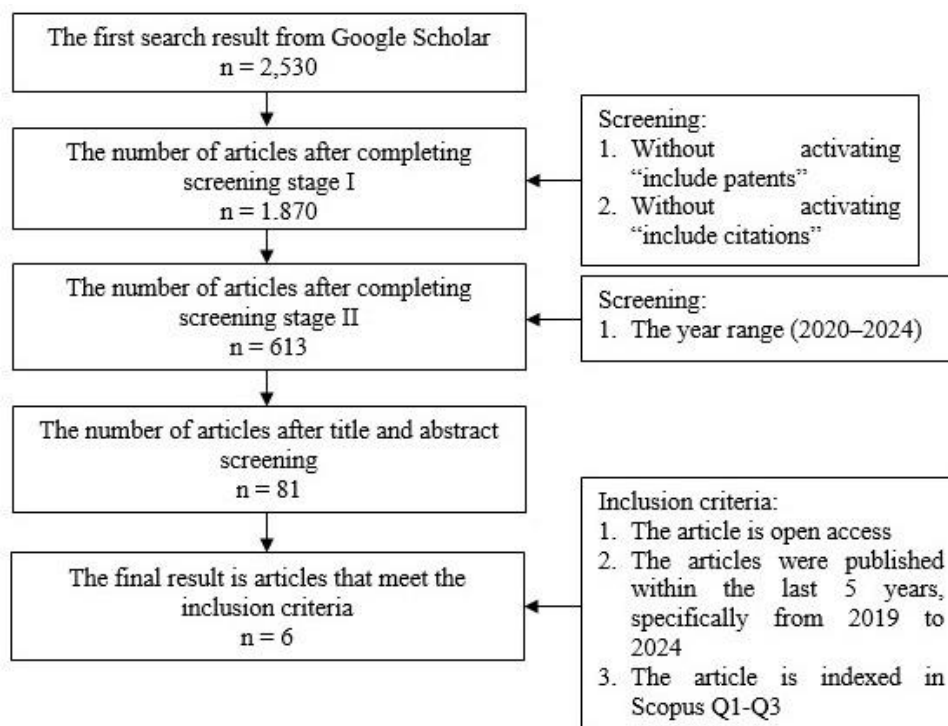 The first search result from Google Scholar
n = 2,530
The number of articles after completing
screening stage I
n = 1.870
Screening:
1. Without activating
“include patents”
2. Without activating
“include citations”
The number of articles after completing
screening stage II
n = 613
Screening:
1. The year range (2020–2024)
The number of articles after title and abstract
screening
n = 81
The final result is articles that meet the
inclusion criteria
n = 6
Inclusion criteria:
1. The article is open access
2. The articles were published
within the last 5 years,
specifically from 2019 to
2024
3. The article is indexed in
Scopus Q1-Q3